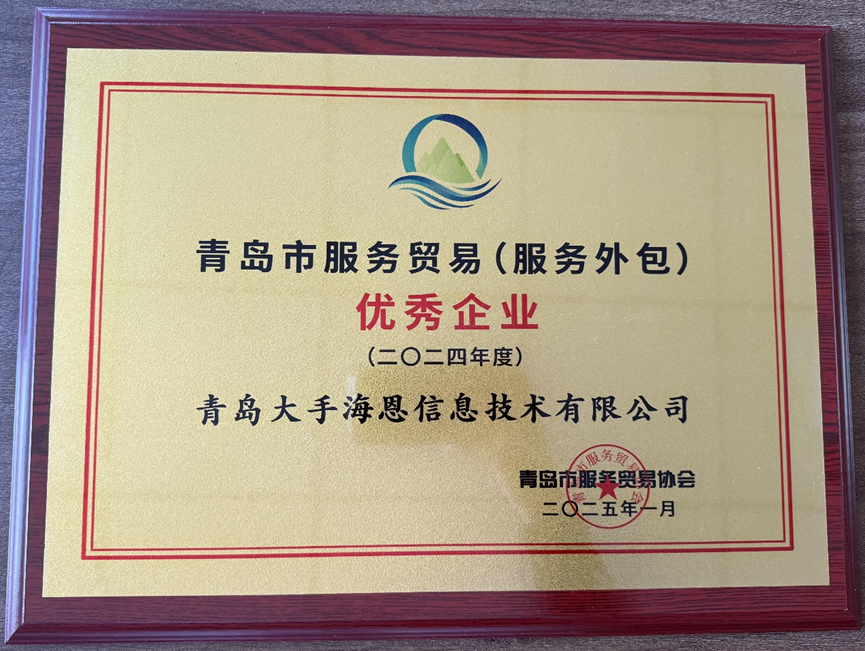 青岛市服务贸易（服务外包）
优秀企业
（二〇二四年度）
青岛大手海恩信息技术有限公司
青岛市服务贸易协会
二〇二五年一月